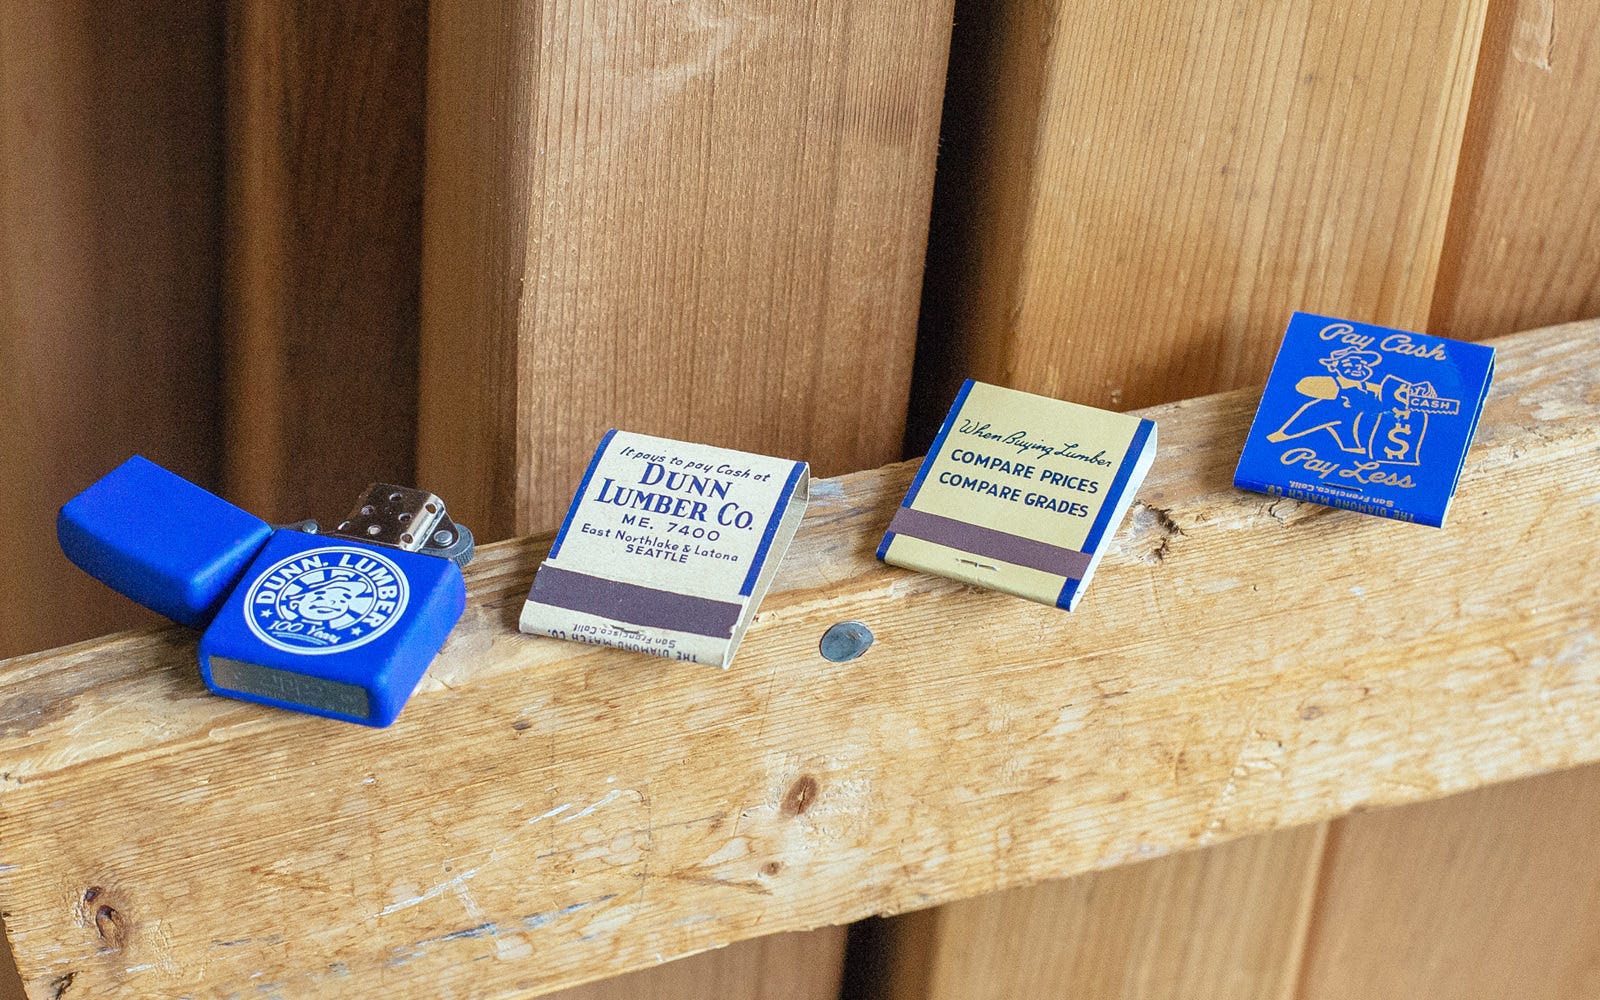 DUNN LUMBER
100 Years
It pays to pay Cash at
DUNN
LUMBER CO.
ME. 7400
East Northlake & Latona
SEATTLE
THE DIAMOND MATCH CO.
San Francisco, Calif.
When Buying Lumber
COMPARE PRICES
COMPARE GRADES
Pay Cash
CASH
$
Pay Less
THE DIAMOND MATCH CO.
San Francisco, Calif.